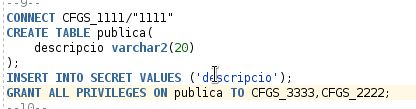 --9--
CONNECT CFGS_1111/"1111"
CREATE TABLE publica(
descripcio varchar2(20)
);
INSERT INTO SECRET VALUES ('descripcio');
GRANT ALL PRIVILEGES ON publica TO CFGS_3333,CFGS_2222;
--10--